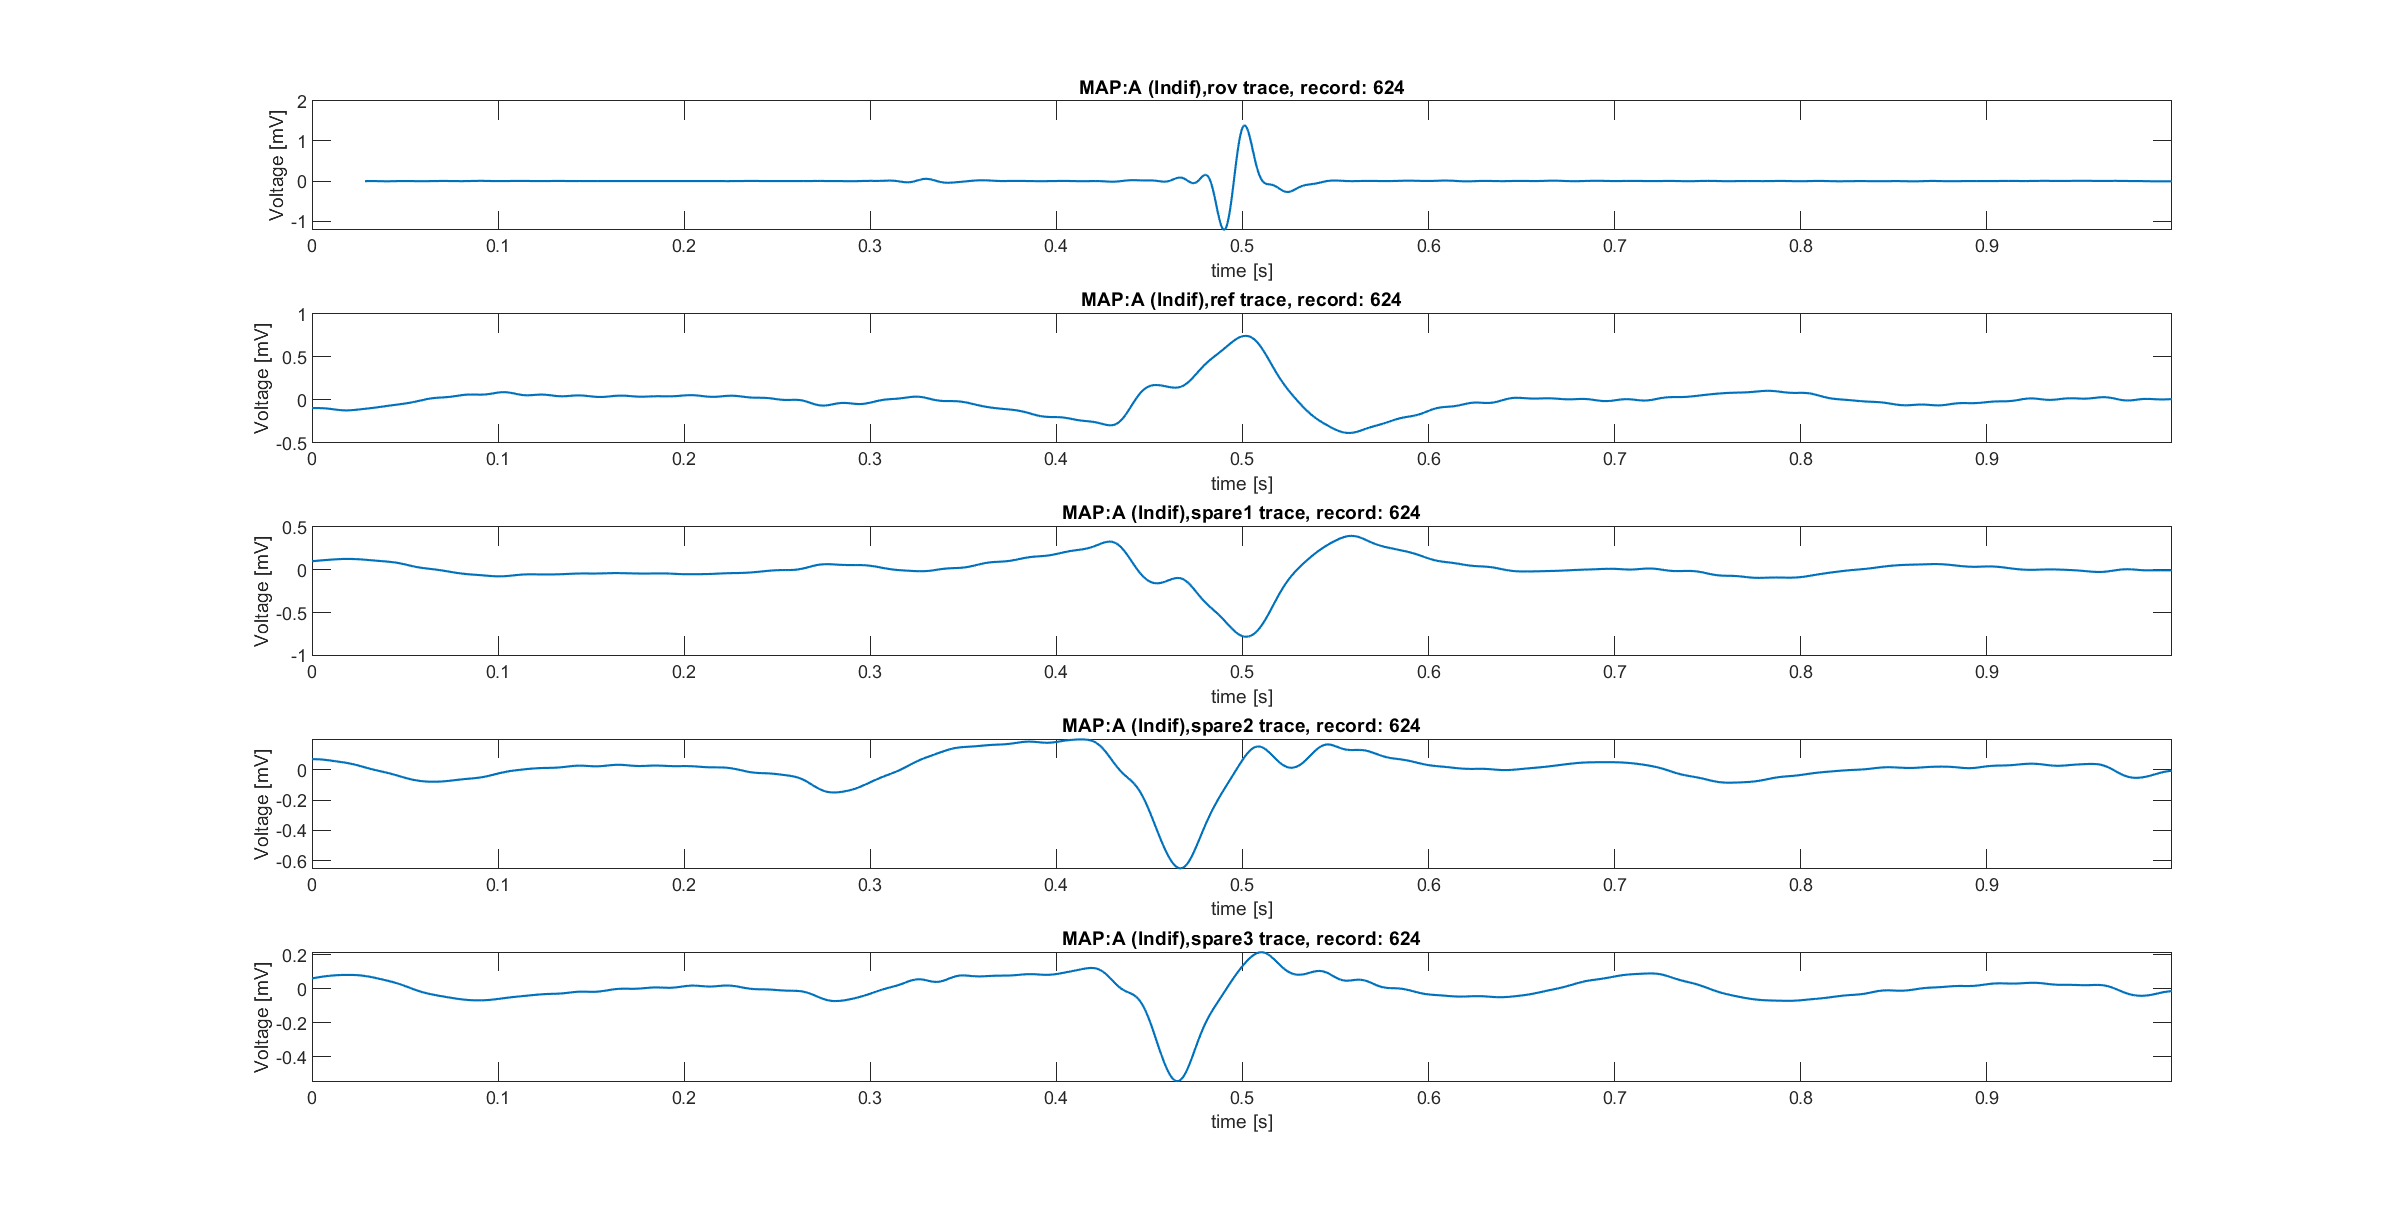 MAP:A (Indif),rov trace, record: 624
Voltage [mV]
2
1
0
-1
0 0.1 0.2 0.3 0.4 0.5 0.6 0.7 0.8 0.9
time [s]
MAP:A (Indif),ref trace, record: 624
Voltage [mV]
1
0.5
0
-0.5
0 0.1 0.2 0.3 0.4 0.5 0.6 0.7 0.8 0.9
time [s]
MAP:A (Indif),spare1 trace, record: 624
Voltage [mV]
0.5
0
-0.5
-1
0 0.1 0.2 0.3 0.4 0.5 0.6 0.7 0.8 0.9
time [s]
MAP:A (Indif),spare2 trace, record: 624
Voltage [mV]
0
-0.2
-0.4
-0.6
0 0.1 0.2 0.3 0.4 0.5 0.6 0.7 0.8 0.9
time [s]
MAP:A (Indif),spare3 trace, record: 624
Voltage [mV]
0.2
0
-0.2
-0.4
0 0.1 0.2 0.3 0.4 0.5 0.6 0.7 0.8 0.9
time [s]